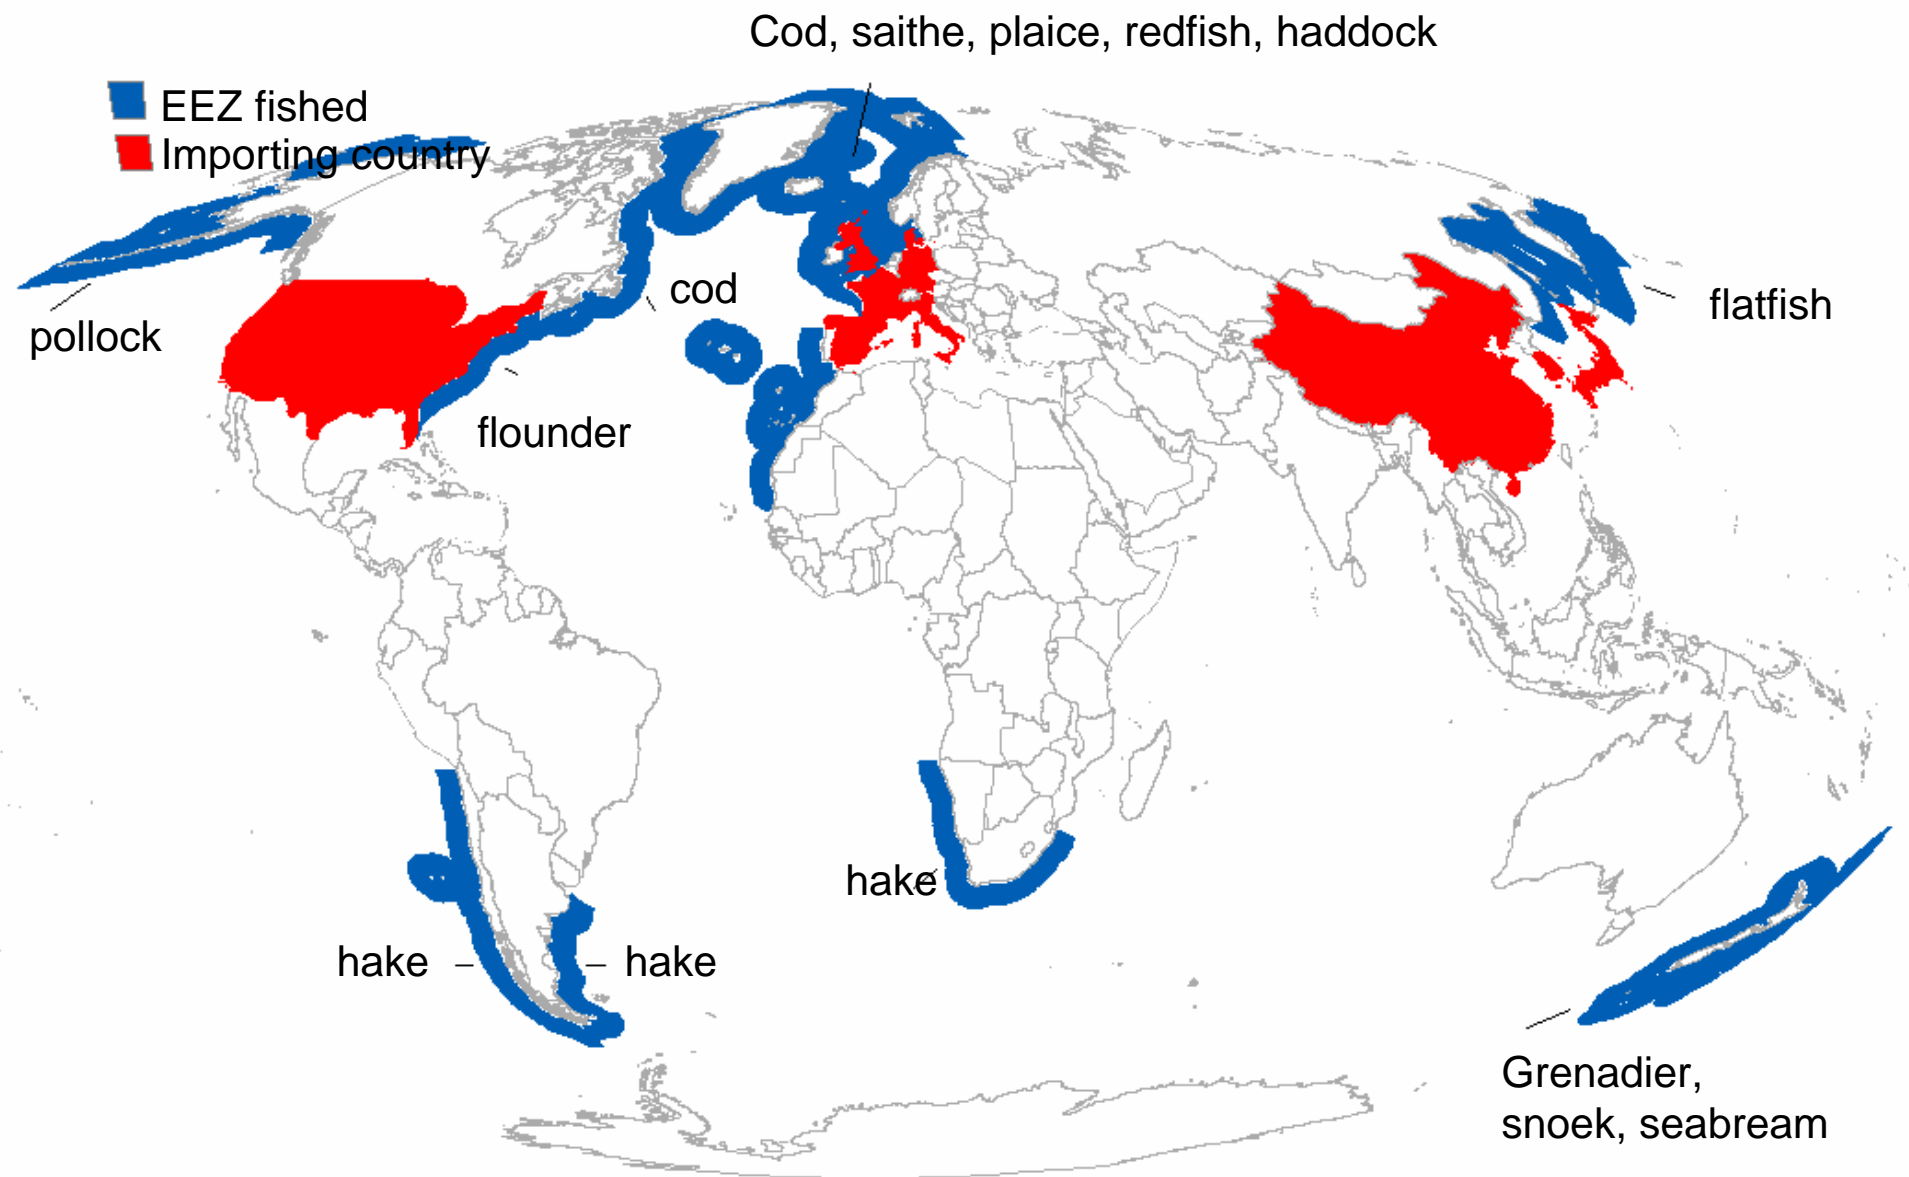 Cod, saithe, plaice, redfish, haddock
EEZ fished
Importing country
pollock
cod
flatfish
flounder
hake
hake
hake
Grenadier,
snoek, seabream